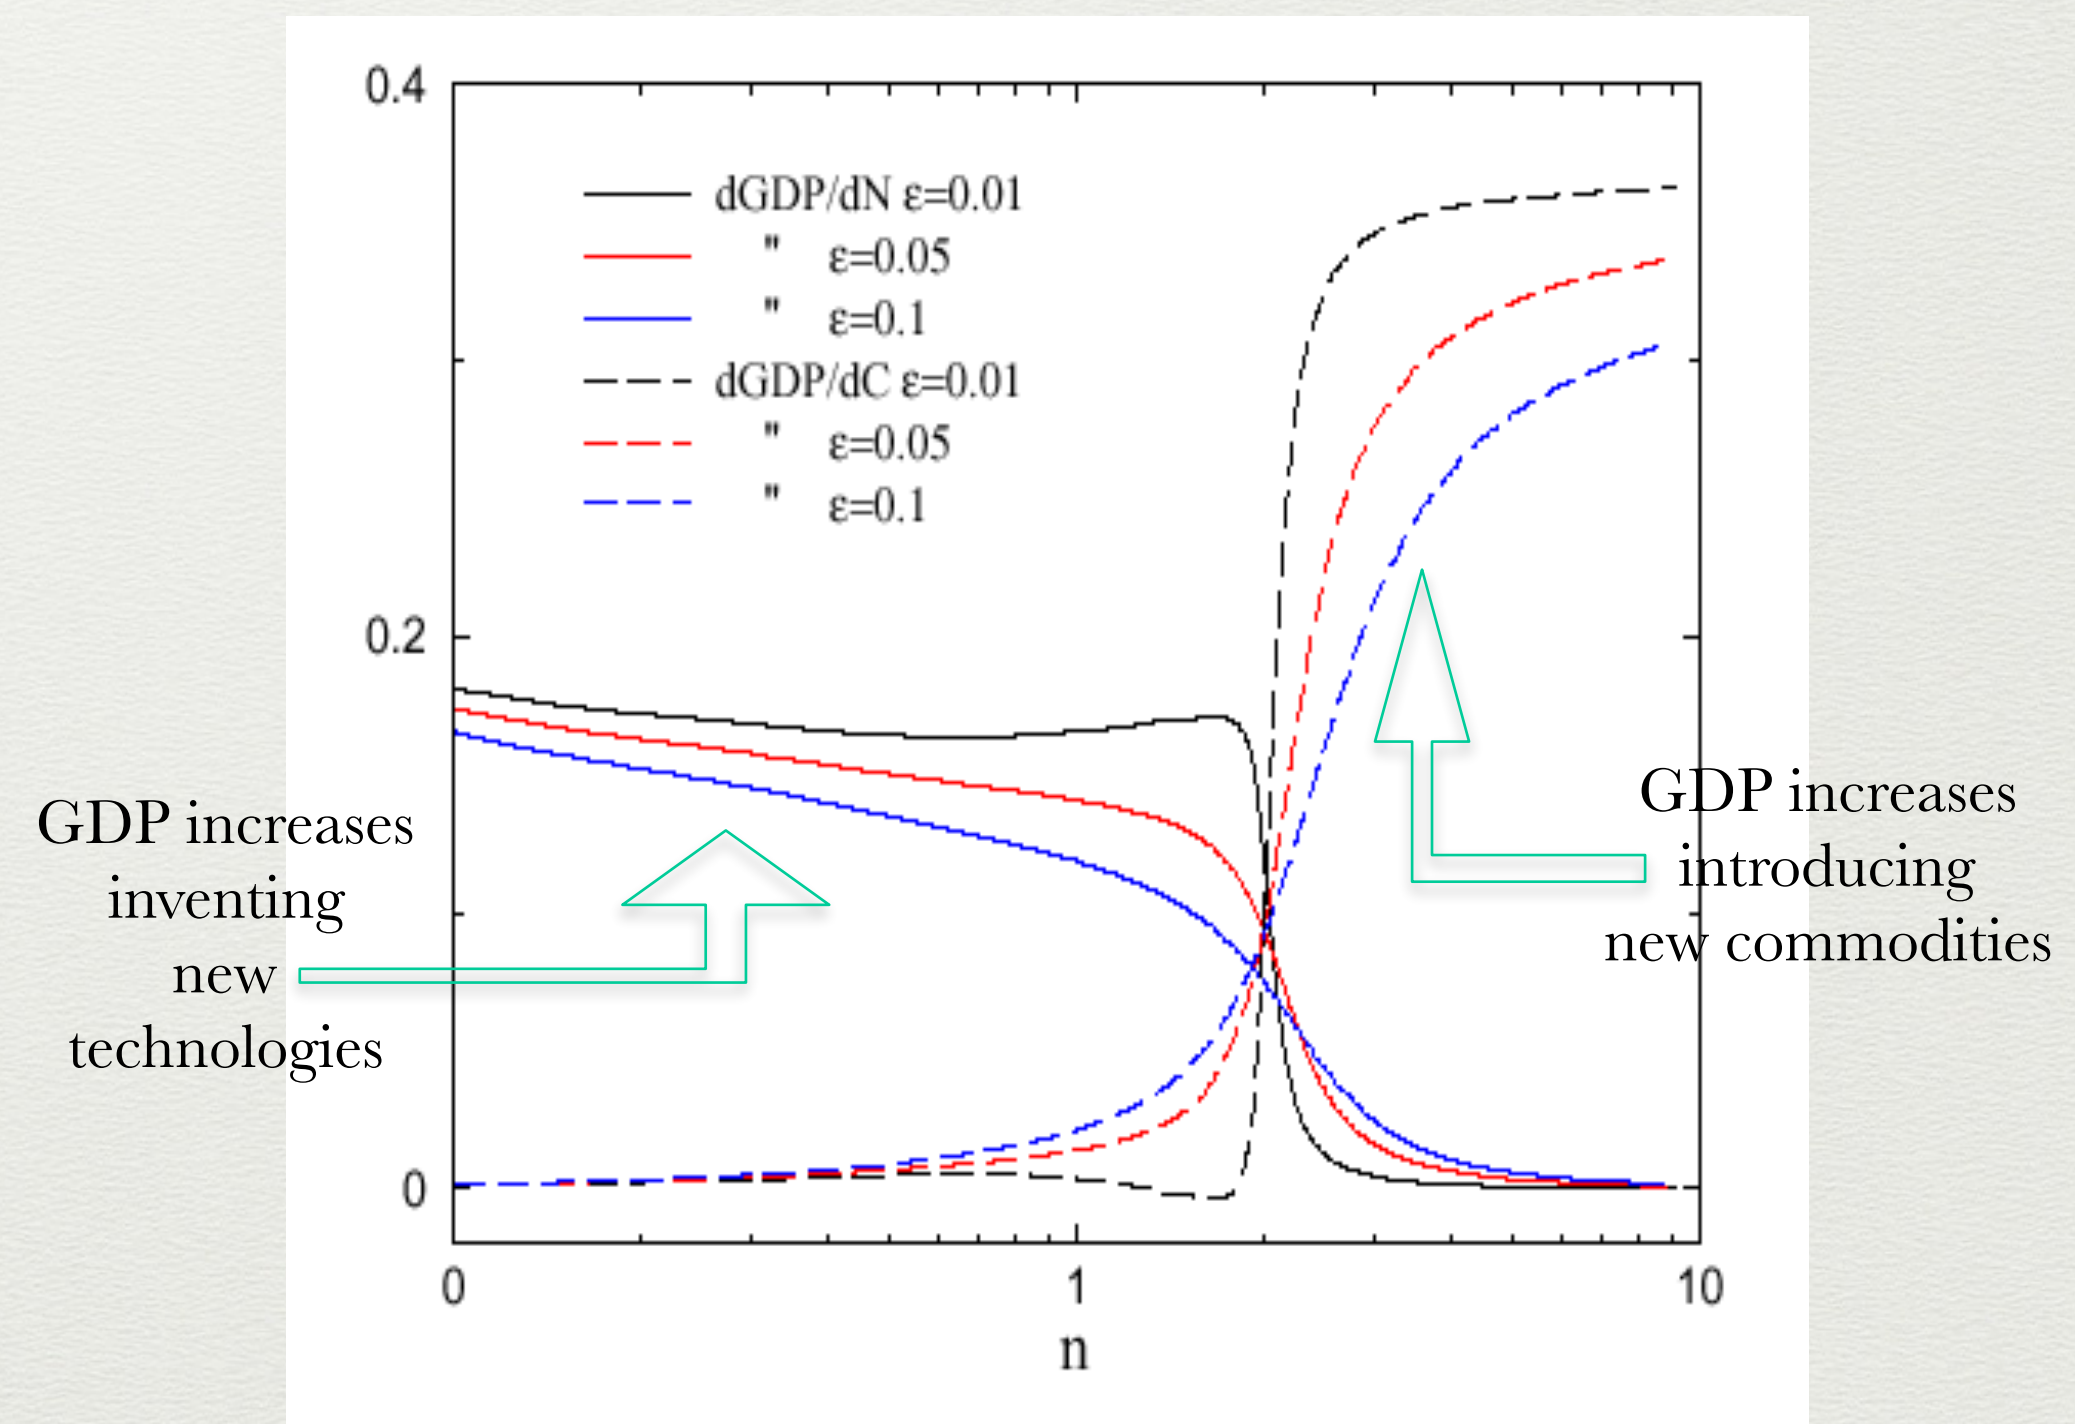 0.4
dGDP/dN ε=0.01
" ε=0.05
" ε=0.1
dGDP/dC ε=0.01
" ε=0.05
" ε=0.1
0.2
GDP increases
inventing
new
technologies
GDP increases
introducing
new commodities
0
0 1 10
n